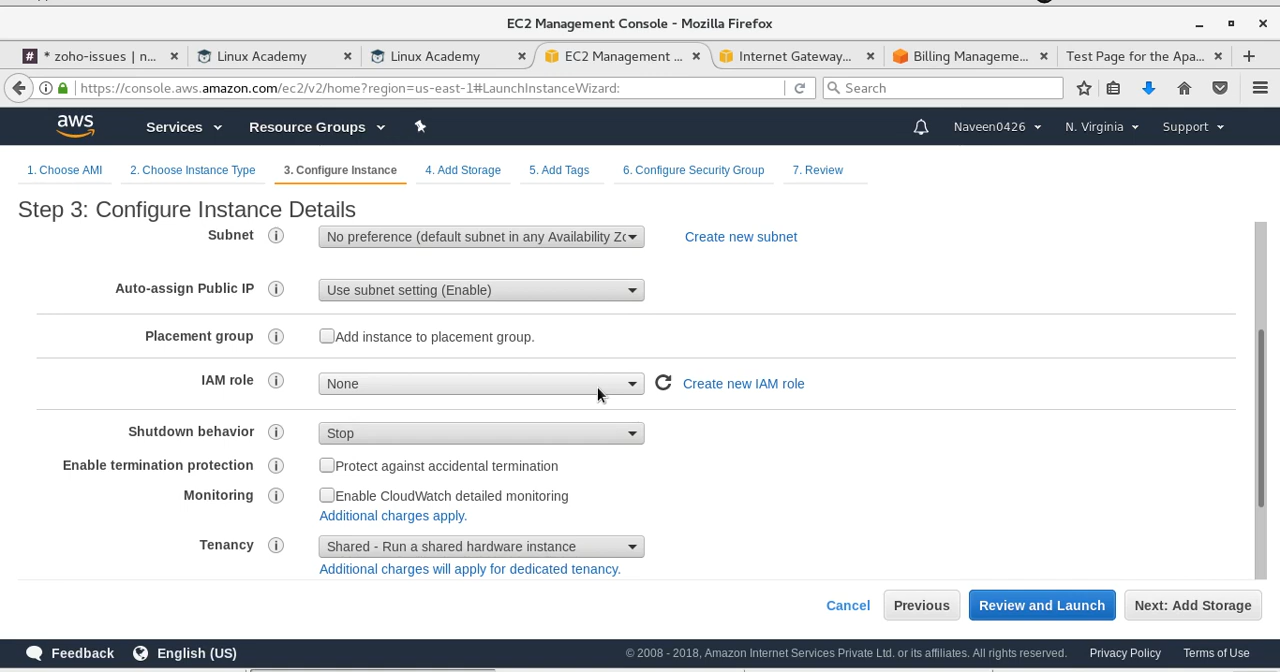 EC2 Management Console - Mozilla Firefox
* zoho-issues | n...
Linux Academy
Linux Academy
EC2 Management ...
Internet Gateway...
Billing Manageme...
Test Page for the Apa...
https://console.aws.amazon.com/ec2/v2/home?region=us-east-1#LaunchInstanceWizard:
Search
aws
Services
Resource Groups
Naveen0426
N. Virginia
Support
1. Choose AMI
2. Choose Instance Type
3. Configure Instance
4. Add Storage
5. Add Tags
6. Configure Security Group
7. Review
Step 3: Configure Instance Details
Subnet
No preference (default subnet in any Availability Zo
Create new subnet
Auto-assign Public IP
Use subnet setting (Enable)
Placement group
Add instance to placement group.
IAM role
None
Create new IAM role
Shutdown behavior
Stop
Enable termination protection
Protect against accidental termination
Monitoring
Enable CloudWatch detailed monitoring
Additional charges apply.
Tenancy
Shared - Run a shared hardware instance
Additional charges will apply for dedicated tenancy.
Cancel
Previous
Review and Launch
Next: Add Storage
Feedback
English (US)
© 2008 - 2018, Amazon Internet Services Private Ltd. or its affiliates. All rights reserved.
Privacy Policy
Terms of Use